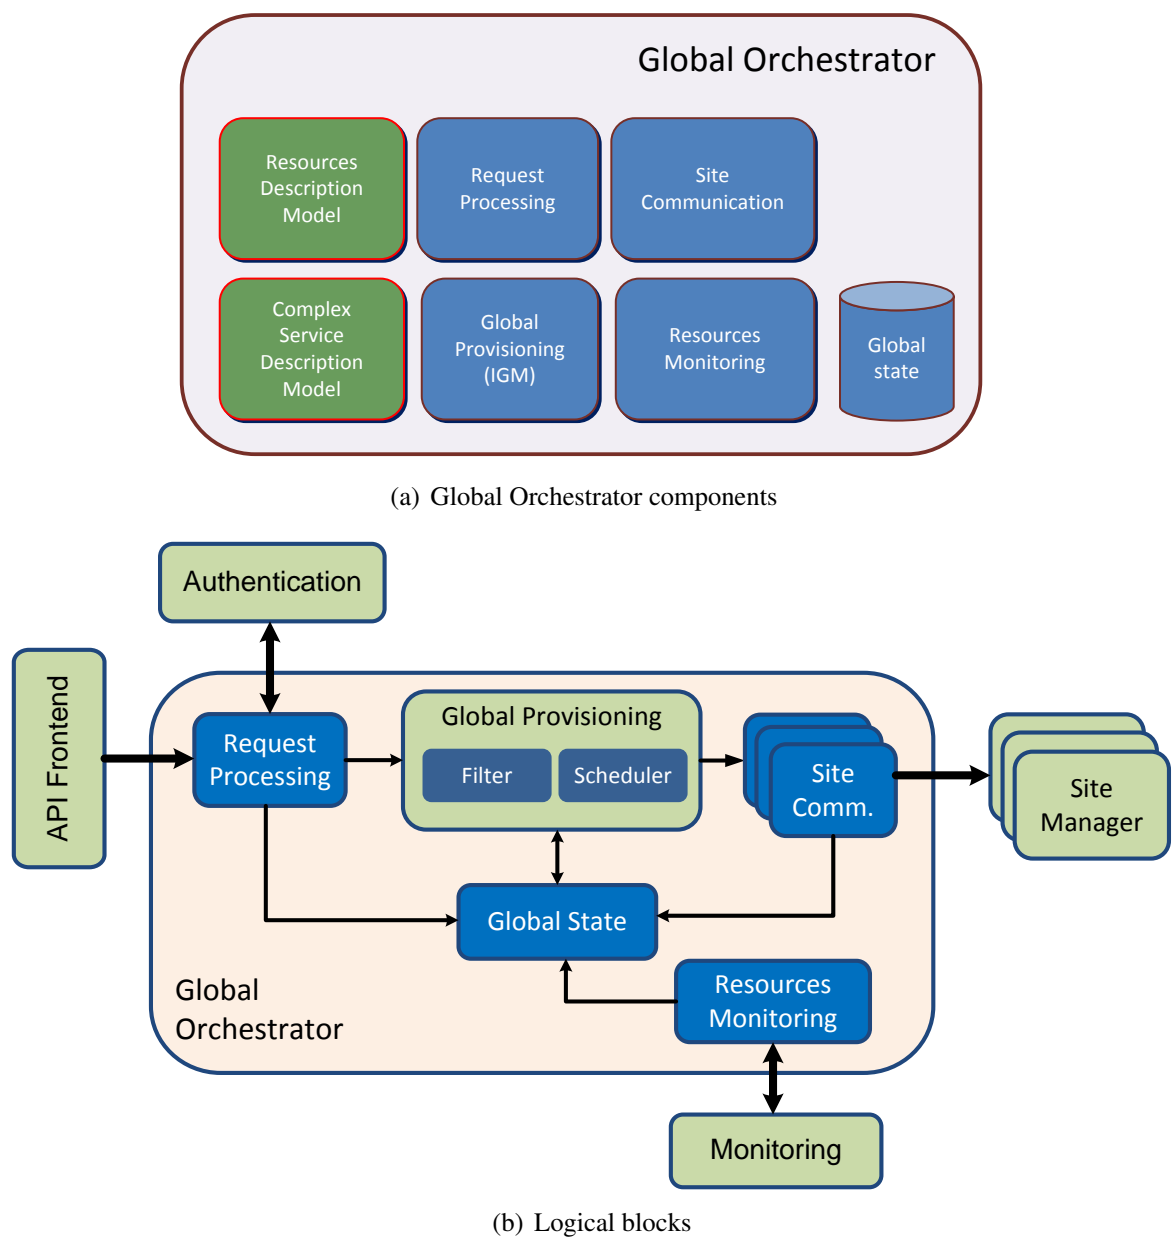 Global Orchestrator
Resources
Description
Model
Request
Processing
Site
Communication
Complex
Service
Description
Model
Global
Provisioning
(IGM)
Resources
Monitoring
Global
state
(a) Global Orchestrator components
Authentication
API Frontend
Request
Processing
Global Provisioning
Filter
Scheduler
Site
Comm.
Site
Manager
Global State
Resources
Monitoring
Global
Orchestrator
Monitoring
(b) Logical blocks